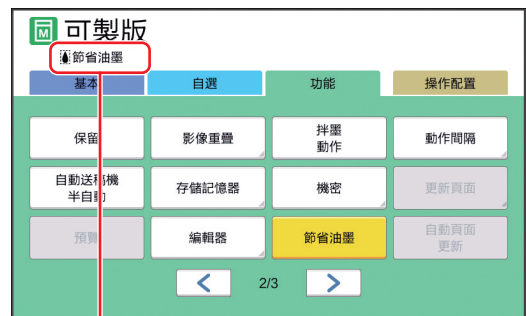 M 可製版
節省油墨
基本 自選 功能 操作配置
保留 影像重疊 拌墨 動作 動作間隔
自動送稿機 半自動 存儲記憶器 機密 更新頁面
預覽 編輯器 節省油墨 自動頁面 更新
2/3